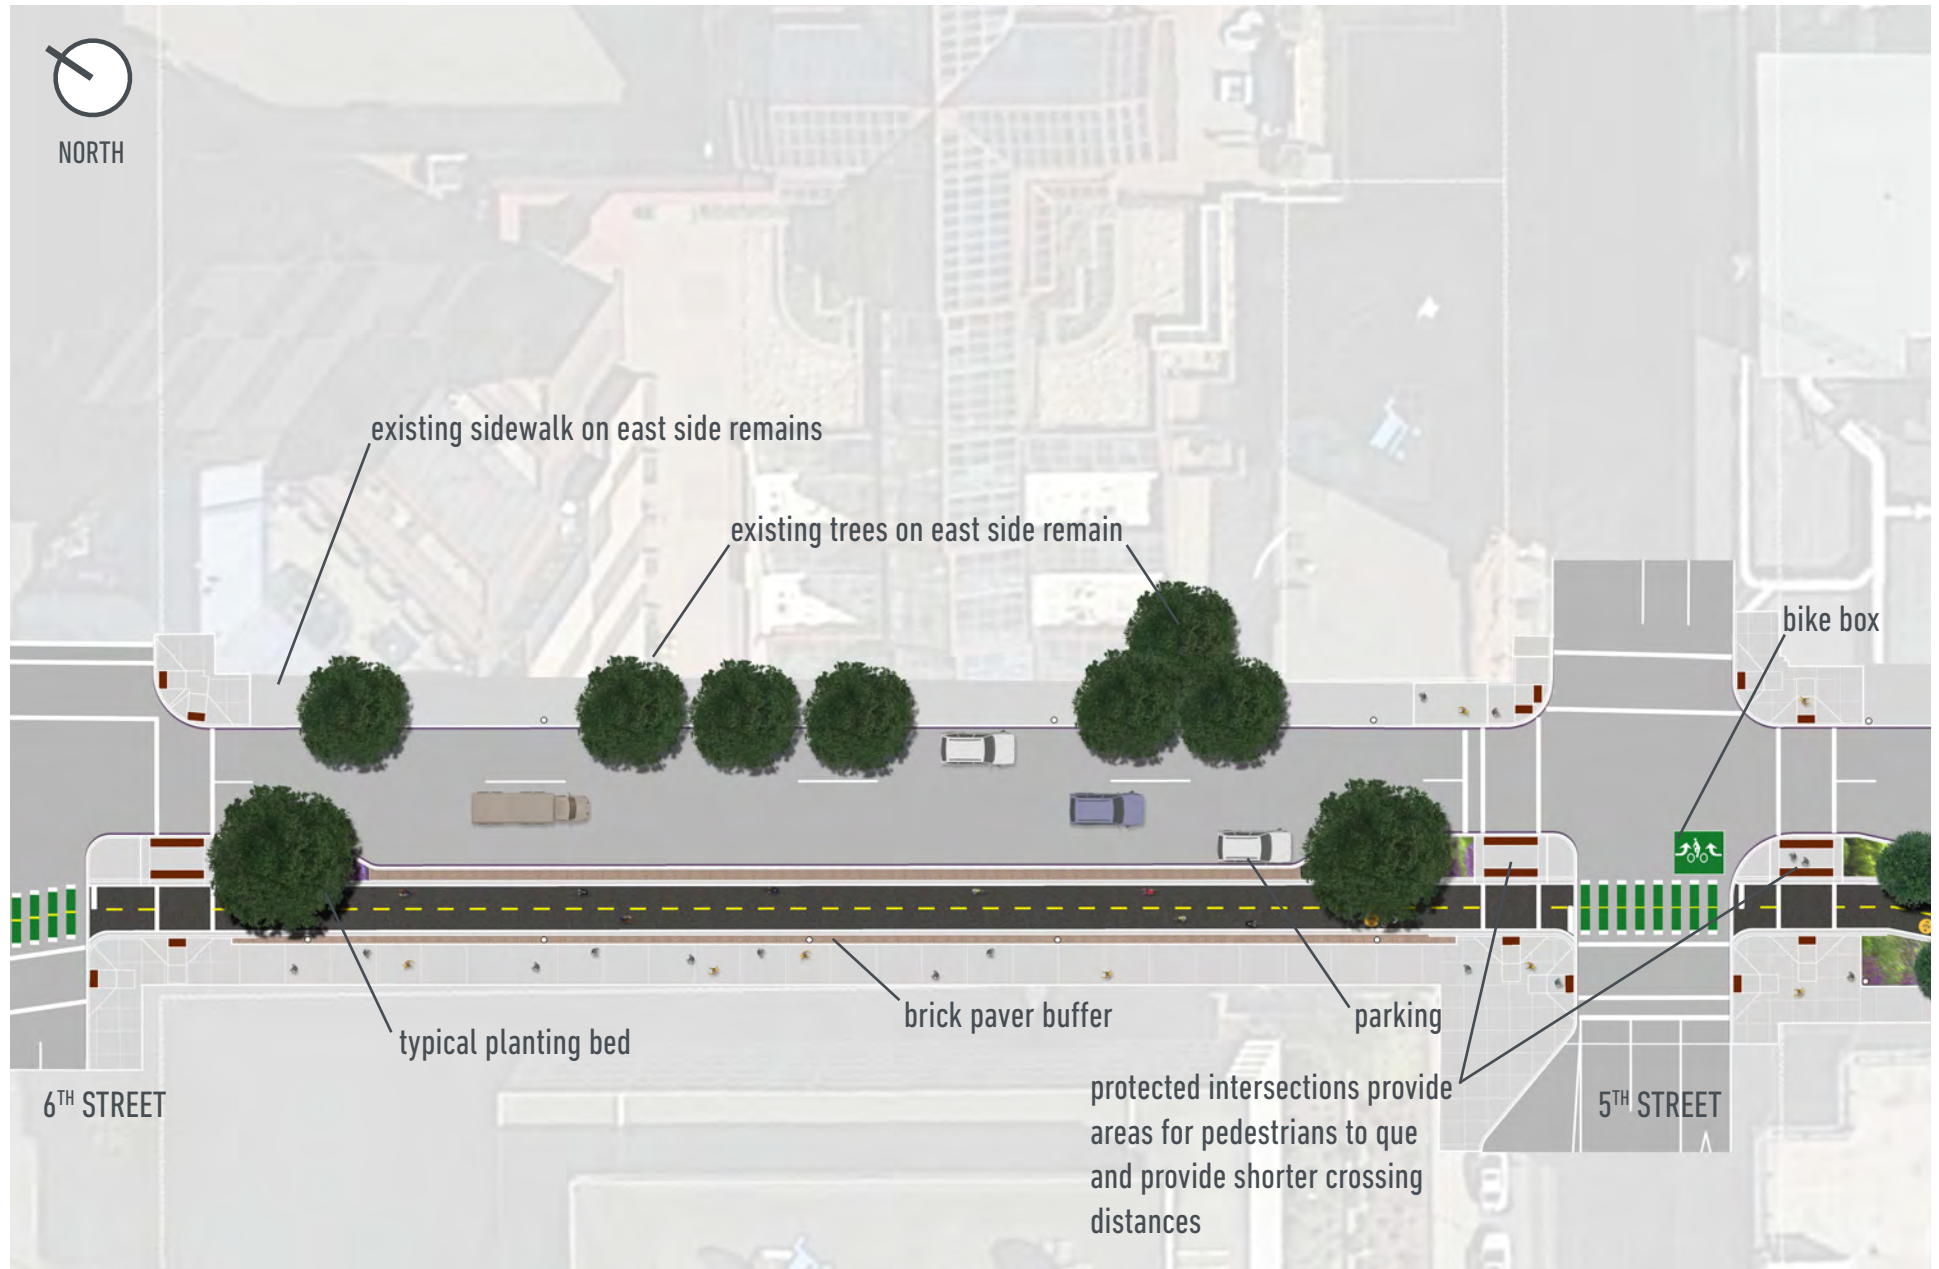 NORTH
existing sidewalk on east side remains
existing trees on east side remain
bike box
brick paver buffer
parking
typical planting bed
protected intersections provide
areas for pedestrians to que
and provide shorter crossing
distances
6TH STREET
5TH STREET